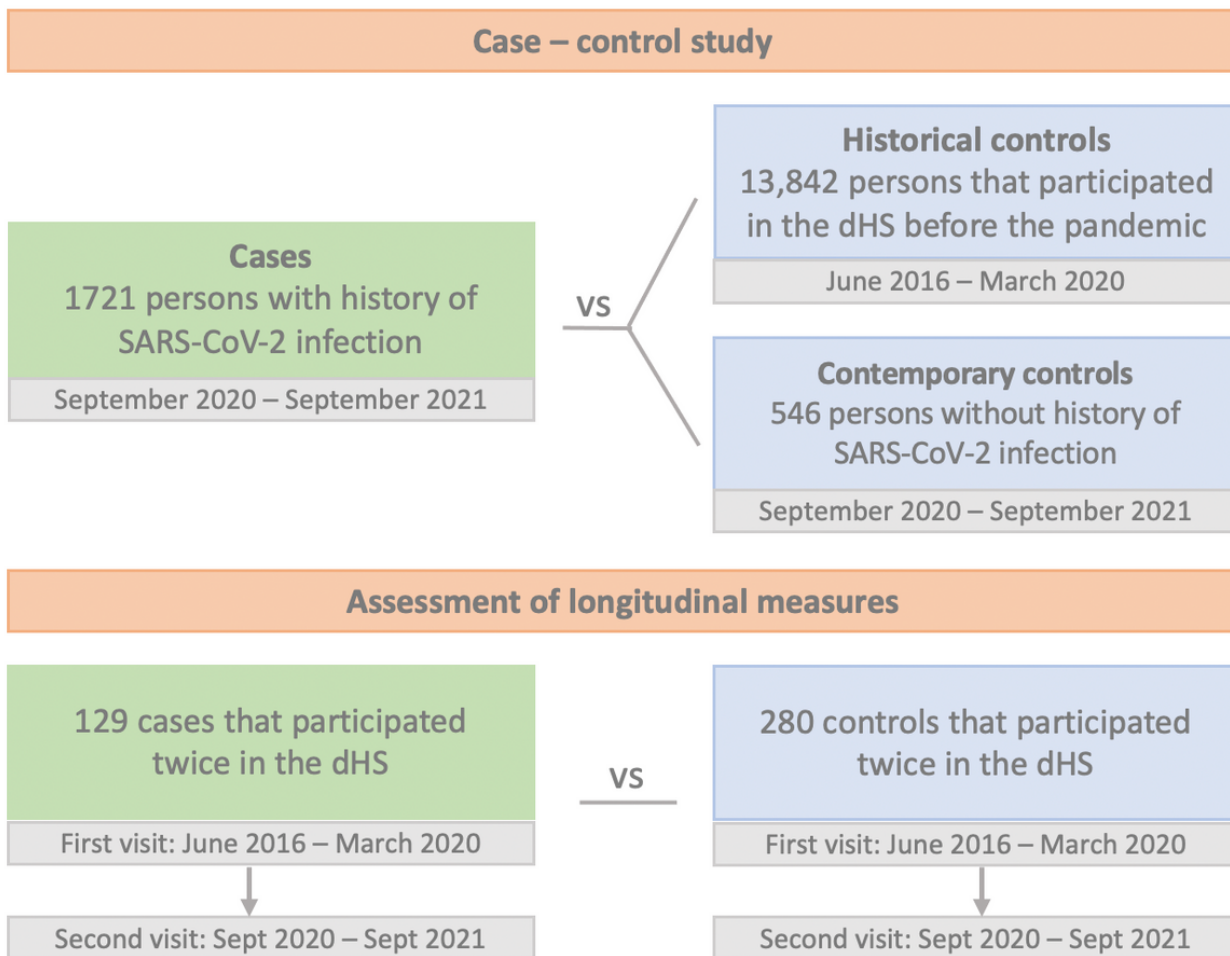 Case – control study
Historical controls
13,842 persons that participated
in the dHS before the pandemic
June 2016 – March 2020
Cases
1721 persons with history of
SARS-CoV-2 infection
September 2020 – September 2021
VS
Contemporary controls
546 persons without history of
SARS-CoV-2 infection
September 2020 – September 2021
Assessment of longitudinal measures
129 cases that participated
twice in the dHS
First visit: June 2016 – March 2020
Second visit: Sept 2020 – Sept 2021
VS
280 controls that participated
twice in the dHS
First visit: June 2016 – March 2020
Second visit: Sept 2020 – Sept 2021